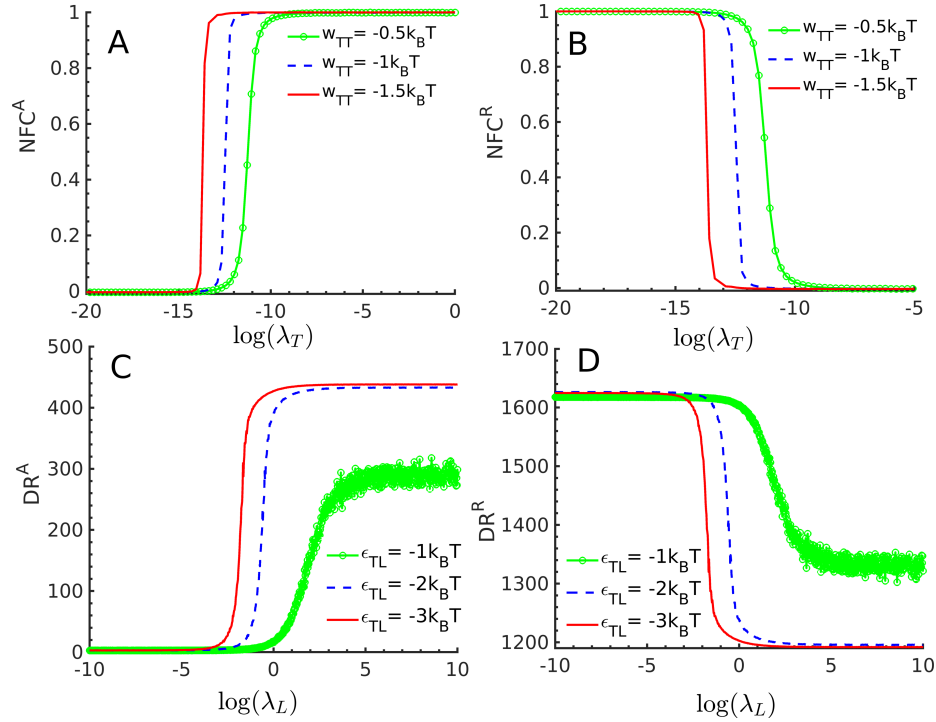 A
NFC^A
1
0.8
0.6
0.4
0.2
0
w_TT= -0.5k_BT
w_TT= -1k_BT
w_TT= -1.5k_BT
-20
-15
-10
-5
0
log(λ_T)
B
NFC^R
1
0.8
0.6
0.4
0.2
0
w_TT= -0.5k_BT
w_TT= -1k_BT
w_TT= -1.5k_BT
-20
-15
-10
-5
log(λ_T)
C
DR^A
500
400
300
200
100
0
ϵ_TL= -1k_BT
ϵ_TL= -2k_BT
ϵ_TL= -3k_BT
-10
-5
0
5
10
log(λ_L)
D
DR^R
1700
1600
1500
1400
1300
1200
ϵ_TL= -1k_BT
ϵ_TL= -2k_BT
ϵ_TL= -3k_BT
-10
-5
0
5
10
log(λ_L)